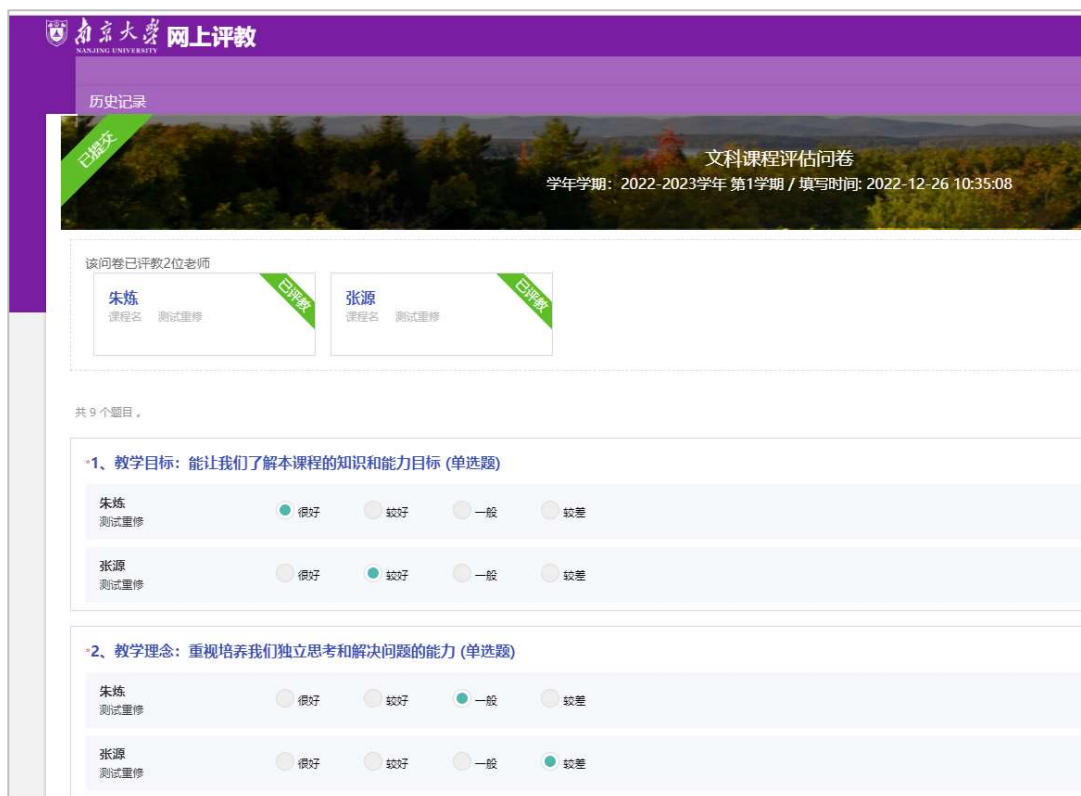 南京大学 网上评教
NANJING UNIVERSITY
历史记录
已提交
文科课程评估问卷
学年学期：2022-2023学年 第1学期 / 填写时间: 2022-12-26 10:35:08
该问卷已评教2位老师
朱炼 已评教
课程名 测试重修
张源 已评教
课程名 测试重修
共 9 个题目 。
*1、教学目标：能让我们了解本课程的知识和能力目标 (单选题)
朱炼
测试重修
很好 较好 一般 较差
张源
测试重修
很好 较好 一般 较差
*2、教学理念：重视培养我们独立思考和解决问题的能力 (单选题)
朱炼
测试重修
很好 较好 一般 较差
张源
测试重修
很好 较好 一般 较差